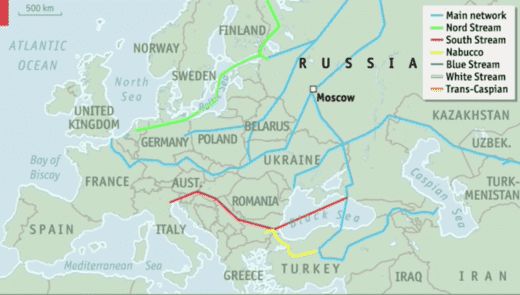 500 km
ATLANTIC
OCEAN
NORWAY
FINLAND
SWEDEN
North
Sea
Baltic Sea
UNITED
KINGDOM
GERMANY
POLAND
BELARUS
RUSSIA
Moscow
Main network
Nord Stream
South Stream
Nabucco
Blue Stream
White Stream
Trans-Caspian
KAZAKHSTAN
UZBEK.
TURK-
MENISTAN
Caspian Sea
UKRAINE
Bay of
Biscay
FRANCE
AUST.
ROMANIA
Black Sea
SPAIN
ITALY
Mediterranean Sea
GREECE
TURKEY
IRAQ
IRAN